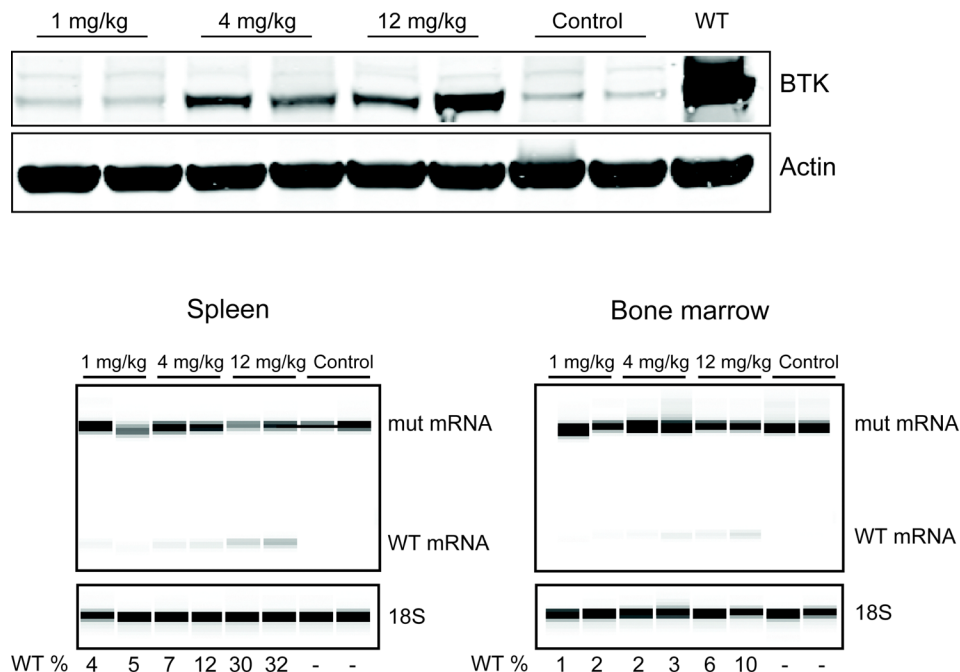 1 mg/kg 4 mg/kg 12 mg/kg Control WT
BTK
Actin
Spleen
1 mg/kg 4 mg/kg 12 mg/kg Control
mut mRNA
WT mRNA
18S
WT % 4 5 7 12 30 32 - -
Bone marrow
1 mg/kg 4 mg/kg 12 mg/kg Control
mut mRNA
WT mRNA
18S
WT % 1 2 2 3 6 10 - -